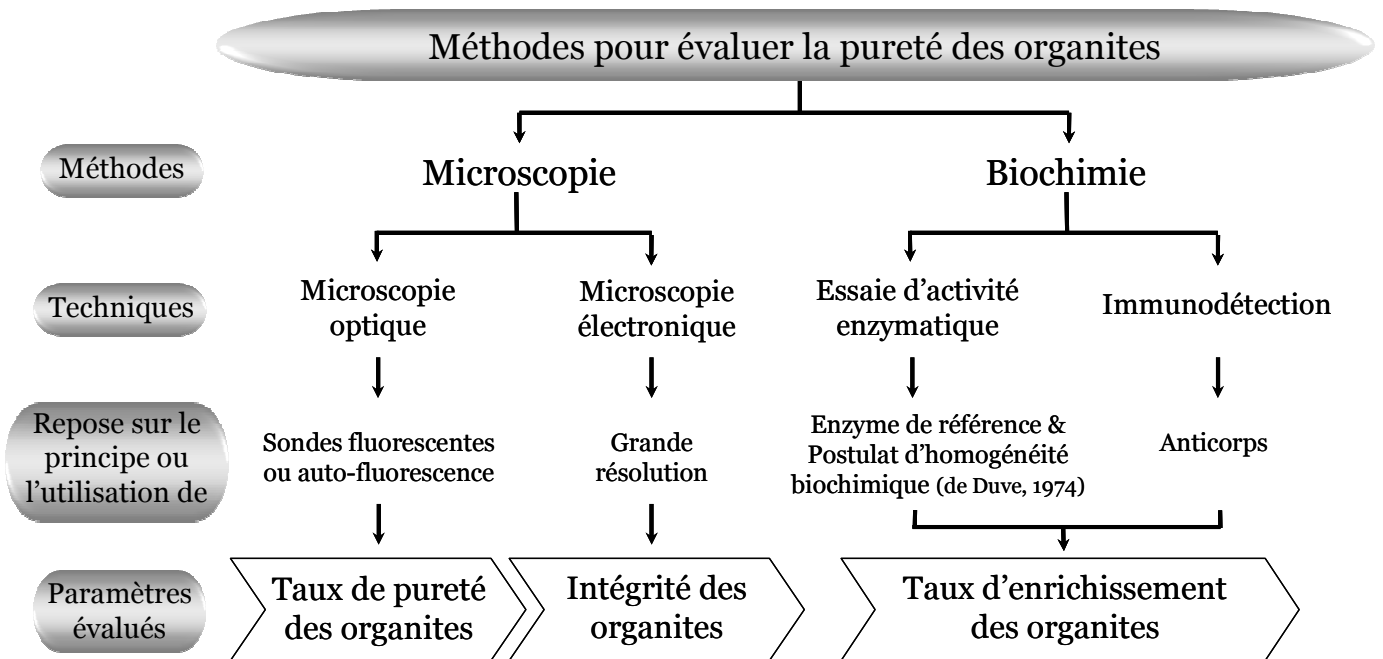 Méthodes pour évaluer la pureté des organites
Méthodes
Microscopie
Biochimie
Techniques
Microscopie
optique
Microscopie
électronique
Essaie d'activité
enzymatique
Immunodétection
Repose sur le
principe ou
l'utilisation de
Sondes fluorescentes
ou auto-fluorescence
Grande
résolution
Enzyme de référence &
Postulat d'homogénéité
biochimique (de Duve, 1974)
Anticorps
Paramètres
évalués
Taux de pureté
des organites
Intégrité des
organites
Taux d'enrichissement
des organites